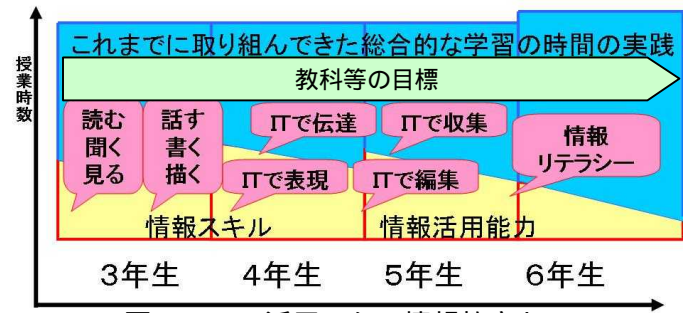 これまでに取り組んできた総合的な学習の時間の実践
教科等の目標
授業時数
読む
聞く
見る
話す
書く
描く
ITで伝達
ITで表現
ITで収集
ITで編集
情報
リテラシー
情報スキル
情報活用能力
3年生
4年生
5年生
6年生